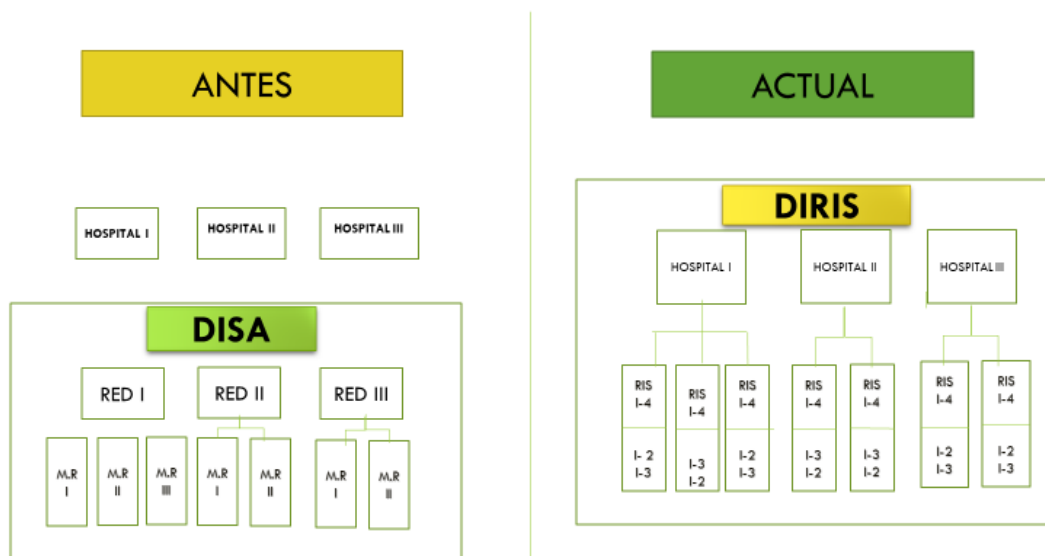 ANTES
HOSPITAL I
HOSPITAL II
HOSPITAL III
DISA
RED I
RED II
RED III
M.R
I
M.R
II
M.R
III
M.R
I
M.R
II
M.R
I
M.R
II
ACTUAL
DIRIS
HOSPITAL I
HOSPITAL II
HOSPITAL III
RIS
I-4
I- 2
I-3
RIS
I-4
I-3
I-2
RIS
I-4
I-2
I-3
RIS
I-4
I-3
I-2
RIS
I-4
I-3
I-2
RIS
I-4
I-2
I-3
RIS
I-4
I-2
I-3